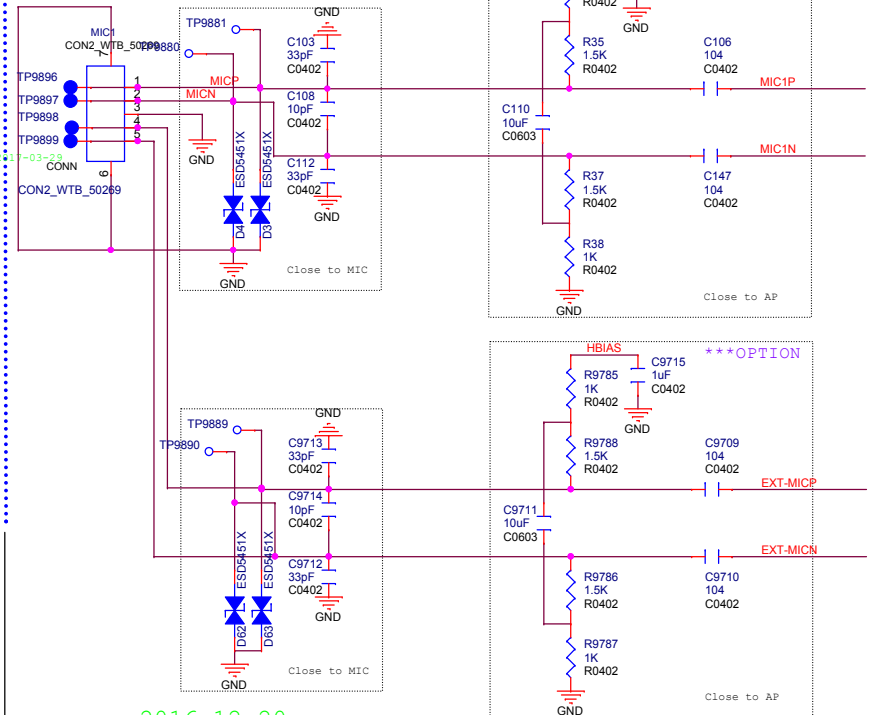 TP9881
GND
R0402
GND
MIC1
CON2_WTB_50269
TP9880
7
C103
33pF
C0402
R35
1.5K
R0402
C106
104
C0402
TP9896
1
MICP
MIC1P
TP9897
2
MICN
3
TP9898
4
TP9899
5
C108
10pF
C0402
C110
10uF
C0603
GND
ESD5451X
ESD5451X
MIC1N
17-03-29
CONN
6
CON2_WTB_50269
C112
33pF
C0402
GND
R37
1.5K
R0402
C147
104
C0402
D4
D3
R38
1K
R0402
GND
Close to MIC
GND
Close to AP
HBIAS
***OPTION
C9715
1uF
C0402
R9785
1K
R0402
GND
TP9889
GND
TP9890
C9713
33pF
C0402
R9788
1.5K
R0402
C9709
104
C0402
EXT-MICP
C9714
10pF
C0402
C9711
10uF
C0603
ESD5451X
ESD5451X
EXT-MICN
C9712
33pF
C0402
GND
R9786
1.5K
R0402
C9710
104
C0402
D62
D63
R9787
1K
R0402
GND
Close to MIC
GND
Close to AP